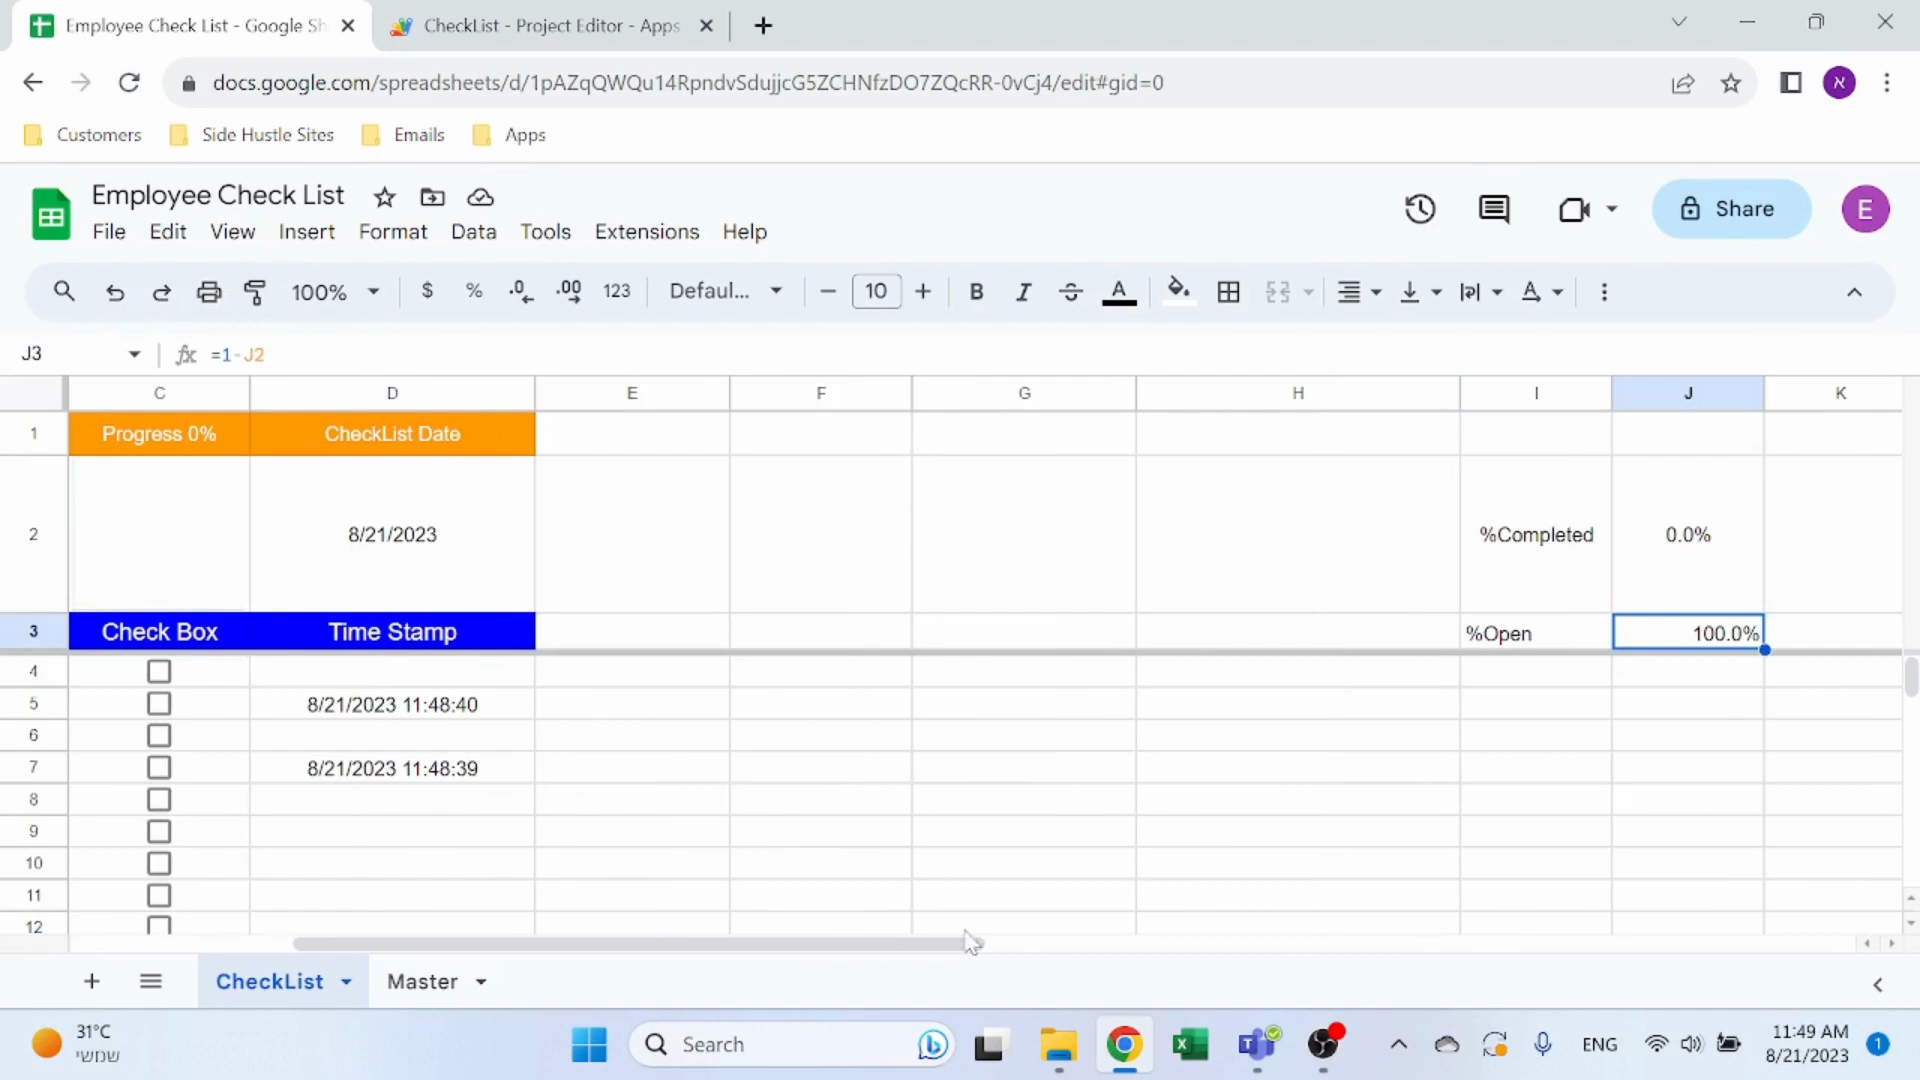 Employee Check List - Google Sh
CheckList - Project Editor - Apps
docs.google.com/spreadsheets/d/1pAZqQWQu14RpndvSdujjcG5ZCHNfzDO7ZQcRR-0vCj4/edit#gid=0
א
Customers Side Hustle Sites Emails Apps
Employee Check List
File Edit View Insert Format Data Tools Extensions Help
Share
E
100% $ % .0 .00 123 Defaul... 10 B I A
J3 fx =1-J2
C D E F G H I J K
1 Progress 0% CheckList Date
2 8/21/2023 %Completed 0.0%
3 Check Box Time Stamp %Open 100.0%
4
5 8/21/2023 11:48:40
6
7 8/21/2023 11:48:39
8
9
10
11
12
CheckList Master
31°C
שמשי
Search
ENG
11:49 AM
8/21/2023
1